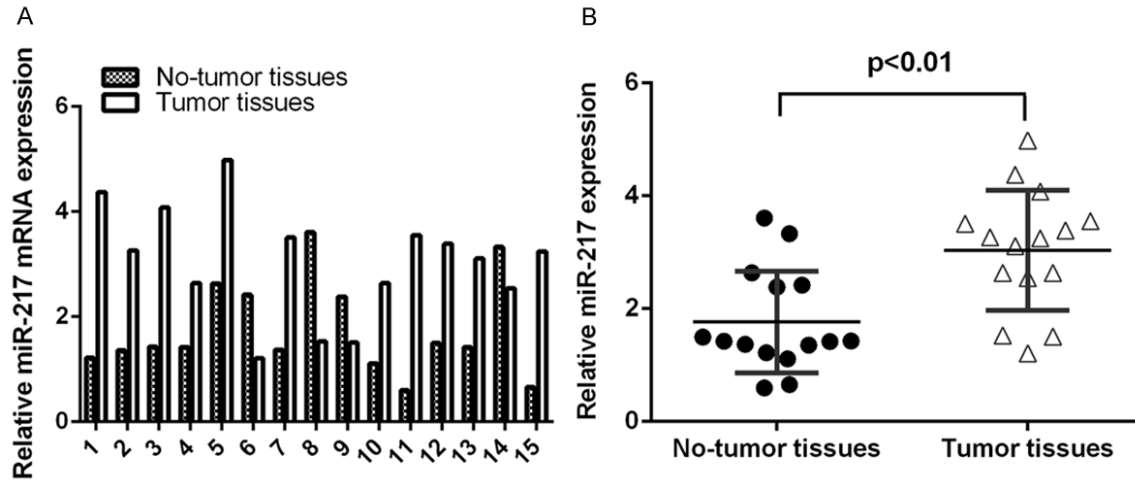 A
Relative miR-217 mRNA expression
No-tumor tissues
Tumor tissues
6
4
2
0
1 2 3 4 5 6 7 8 9 10 11 12 13 14 15
B
Relative miR-217 expression
p<0.01
6
4
2
0
No-tumor tissues Tumor tissues